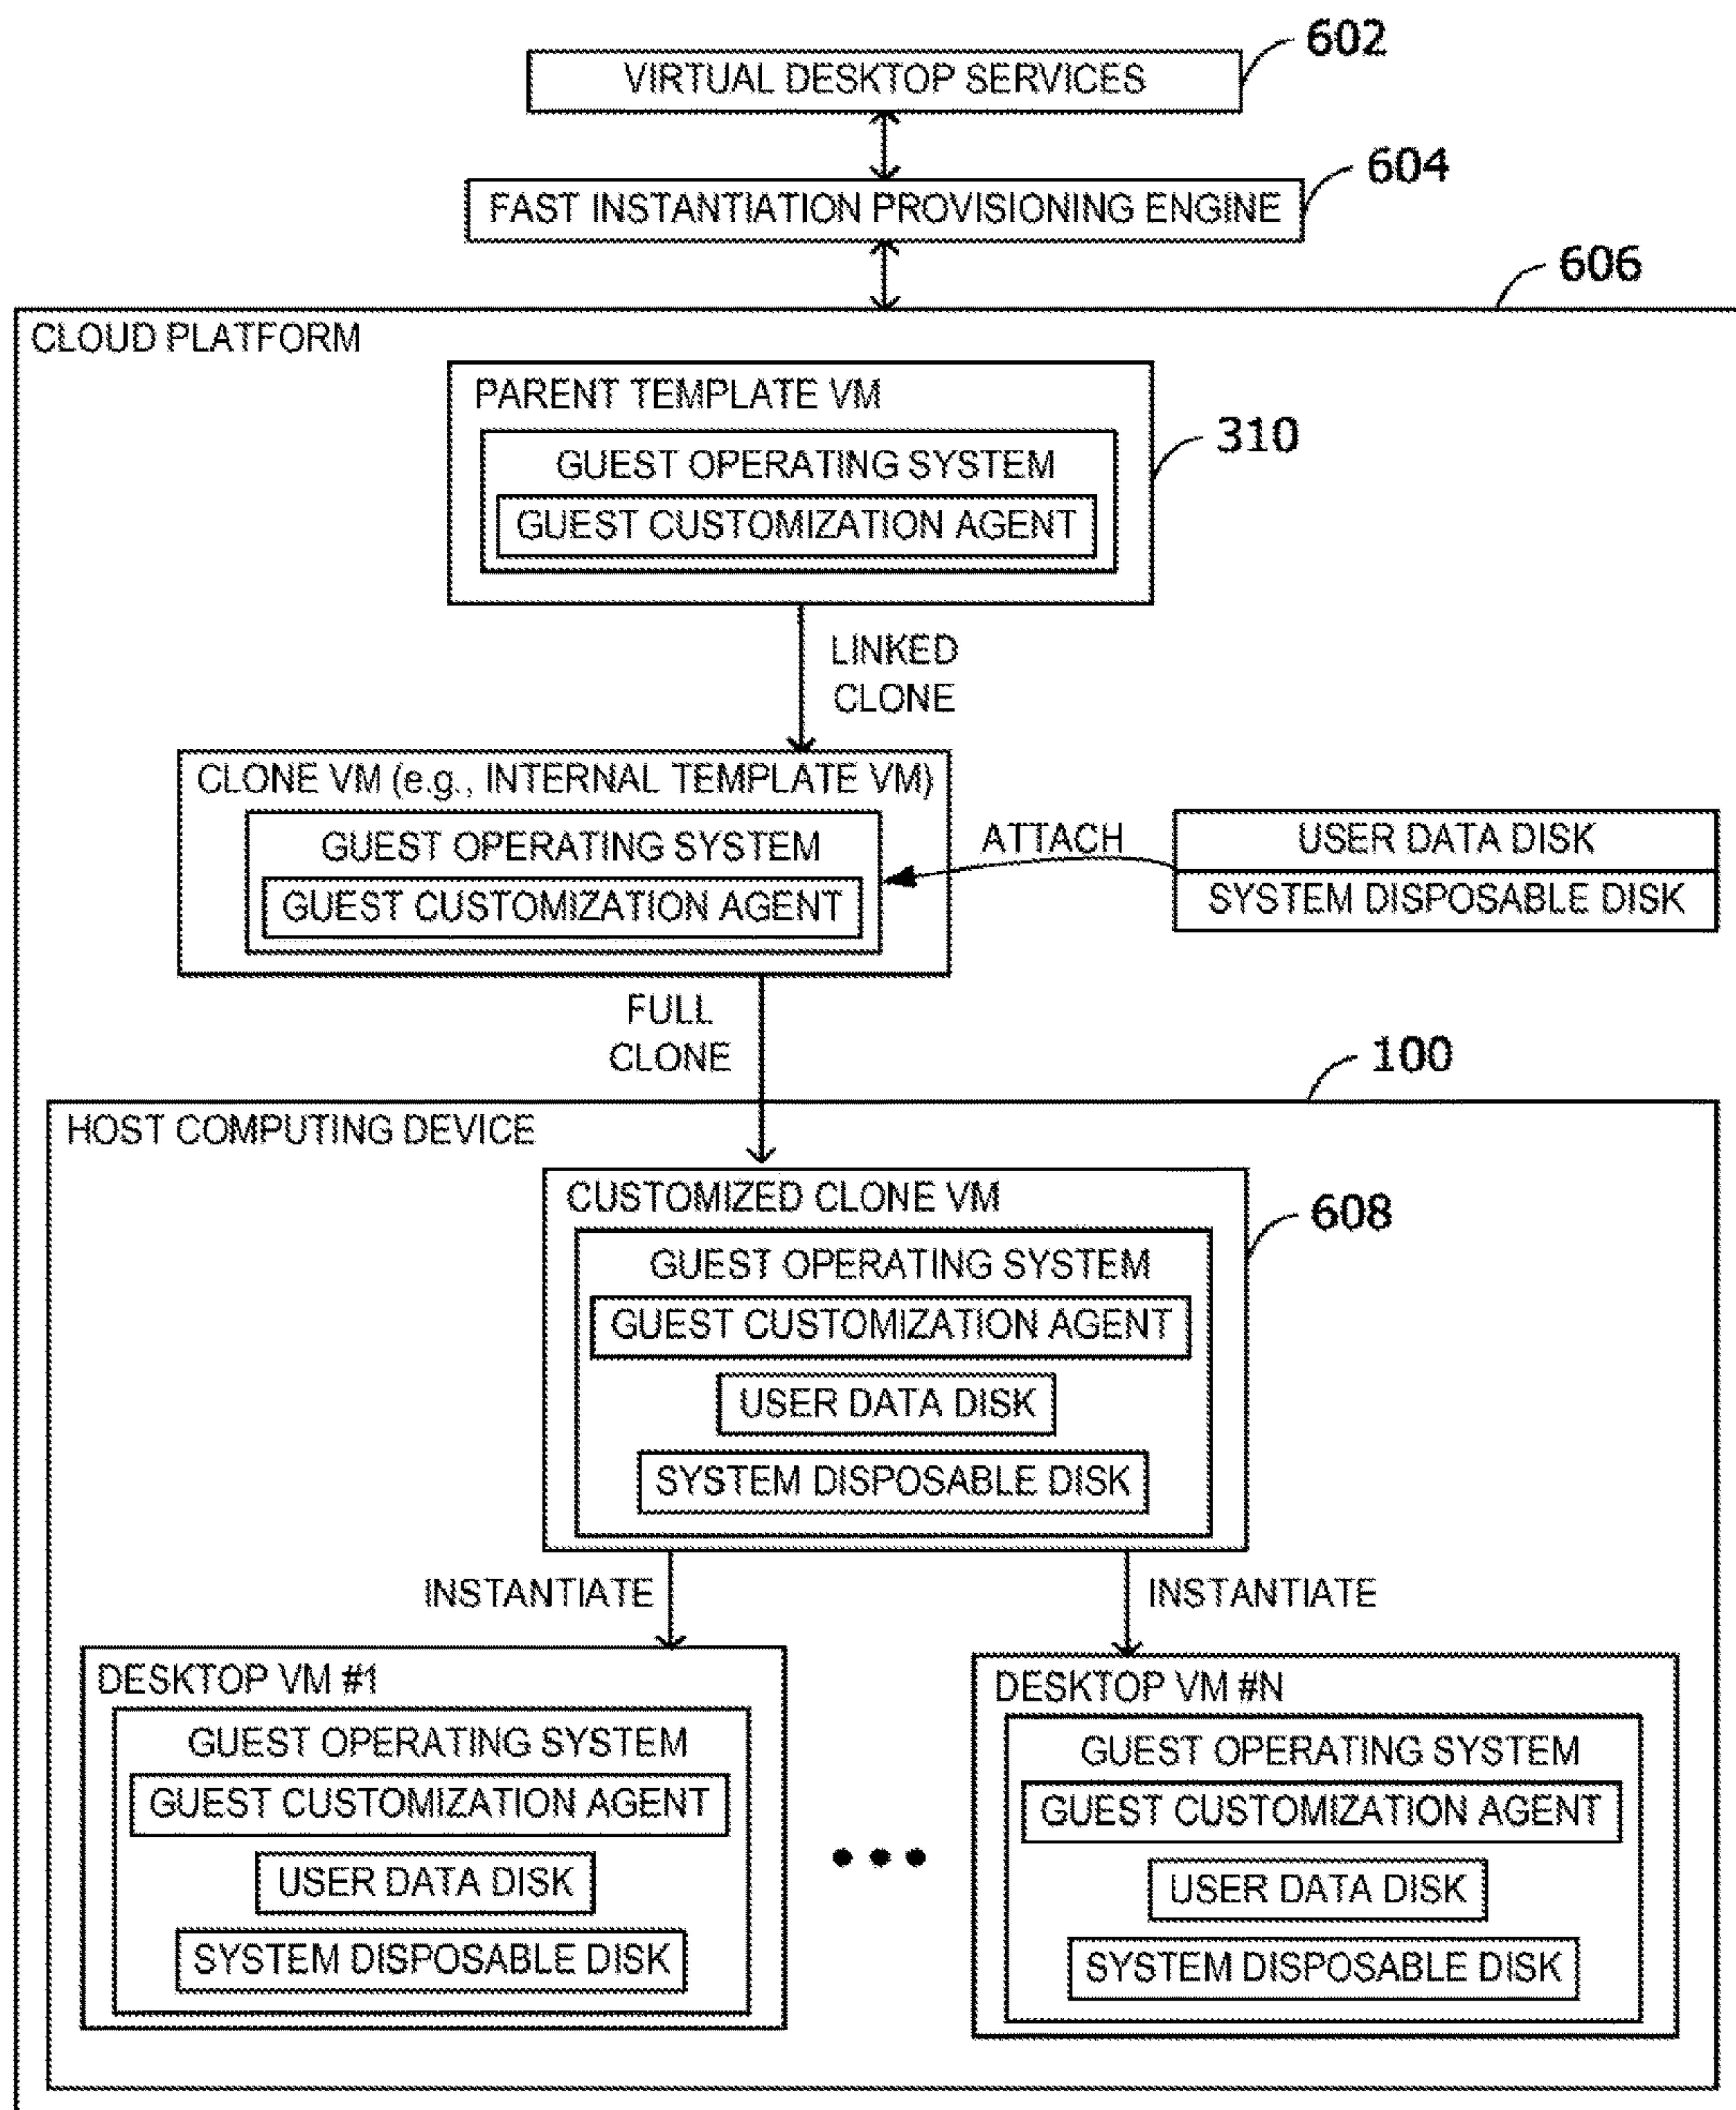 602
VIRTUAL DESKTOP SERVICES
604
FAST INSTANTIATION PROVISIONING ENGINE
606
CLOUD PLATFORM
PARENT TEMPLATE VM
310
GUEST OPERATING SYSTEM
GUEST CUSTOMIZATION AGENT
LINKED
CLONE
CLONE VM (e.g., INTERNAL TEMPLATE VM)
GUEST OPERATING SYSTEM
GUEST CUSTOMIZATION AGENT
ATTACH
USER DATA DISK
SYSTEM DISPOSABLE DISK
FULL
CLONE
100
HOST COMPUTING DEVICE
CUSTOMIZED CLONE VM
608
GUEST OPERATING SYSTEM
GUEST CUSTOMIZATION AGENT
USER DATA DISK
SYSTEM DISPOSABLE DISK
INSTANTIATE
INSTANTIATE
DESKTOP VM #1
GUEST OPERATING SYSTEM
GUEST CUSTOMIZATION AGENT
USER DATA DISK
SYSTEM DISPOSABLE DISK
•••
DESKTOP VM #N
GUEST OPERATING SYSTEM
GUEST CUSTOMIZATION AGENT
USER DATA DISK
SYSTEM DISPOSABLE DISK